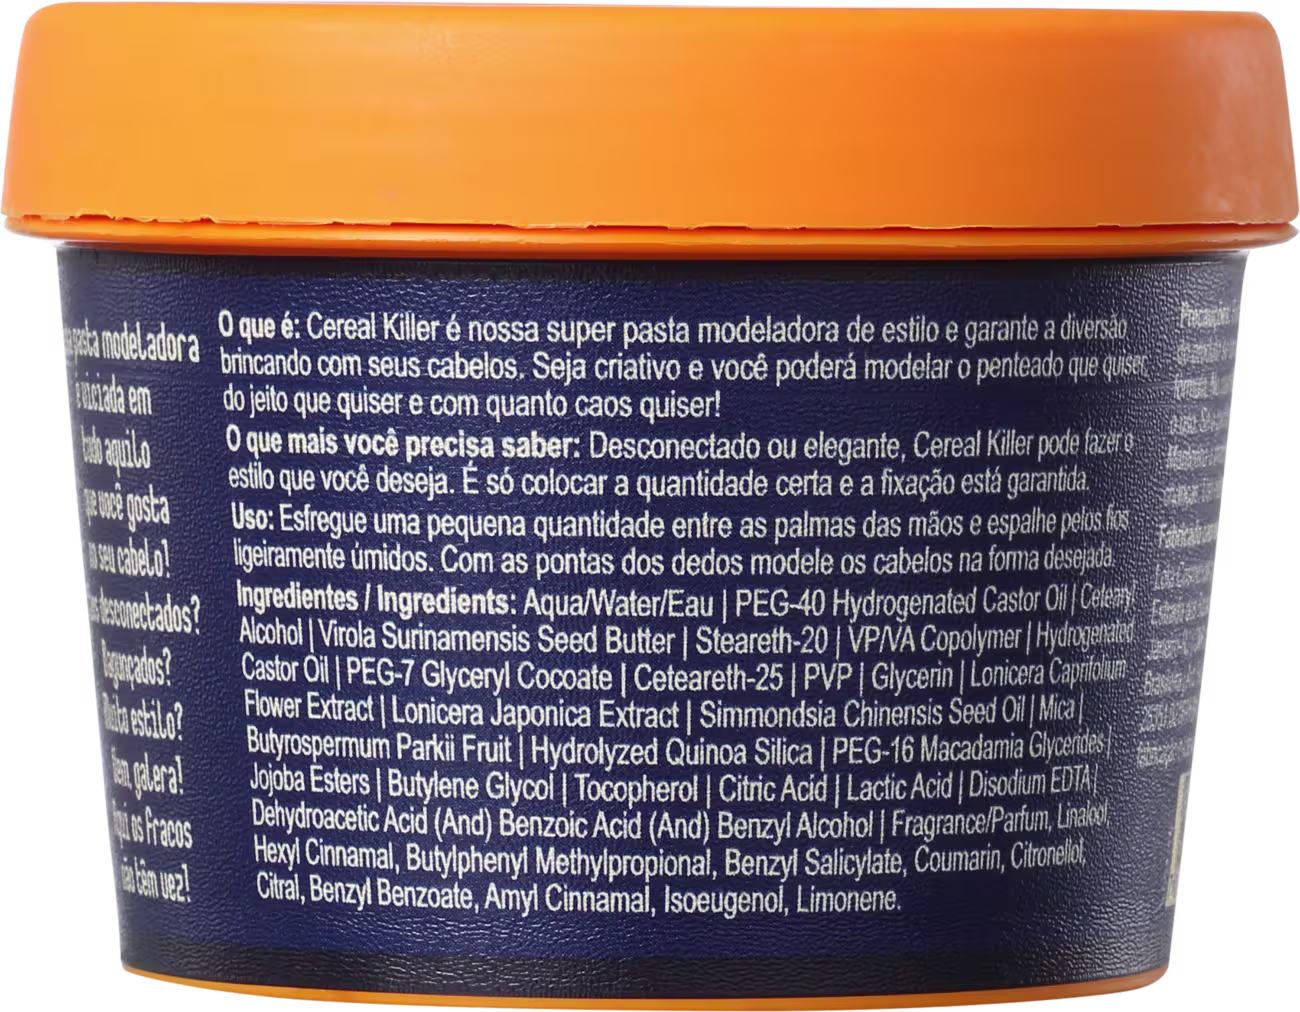 pasta modeladora
é viciada em
tudo aquilo
que você gosta
no seu cabelo!
desconectados?
Bagunçados?
Muito estilo?
Bem, galera!
Aqui os fracos
não têm vez!
O que é: Cereal Killer é nossa super pasta modeladora de estilo e garante a diversão
brincando com seus cabelos. Seja criativo e você poderá modelar o penteado que quiser,
do jeito que quiser e com quanto caos quiser!
O que mais você precisa saber: Desconectado ou elegante, Cereal Killer pode fazer o
estilo que você deseja. É só colocar a quantidade certa e a fixação está garantida.
Uso: Esfregue uma pequena quantidade entre as palmas das mãos e espalhe pelos fios
ligeiramente úmidos. Com as pontas dos dedos modele os cabelos na forma desejada.
Ingredientes / Ingredients: Aqua/Water/Eau | PEG-40 Hydrogenated Castor Oil | Ceteary
Alcohol | Virola Surinamensis Seed Butter | Steareth-20 | VP/VA Copolymer | Hydrogenated
Castor Oil | PEG-7 Glyceryl Cocoate | Ceteareth-25 | PVP | Glycerin | Lonicera Caprifolium
Flower Extract | Lonicera Japonica Extract | Simmondsia Chinensis Seed Oil | Mica |
Butyrospermum Parkii Fruit | Hydrolyzed Quinoa Silica | PEG-16 Macadamia Glycerides |
Jojoba Esters | Butylene Glycol | Tocopherol | Citric Acid | Lactic Acid | Disodium EDTA |
Dehydroacetic Acid (And) Benzoic Acid (And) Benzyl Alcohol | Fragrance/Parfum, Linalool,
Hexyl Cinnamal, Butylphenyl Methylpropional, Benzyl Salicylate, Coumarin, Citronellol,
Citral, Benzyl Benzoate, Amyl Cinnamal, Isoeugenol, Limonene.
Precauções:
Fabricado